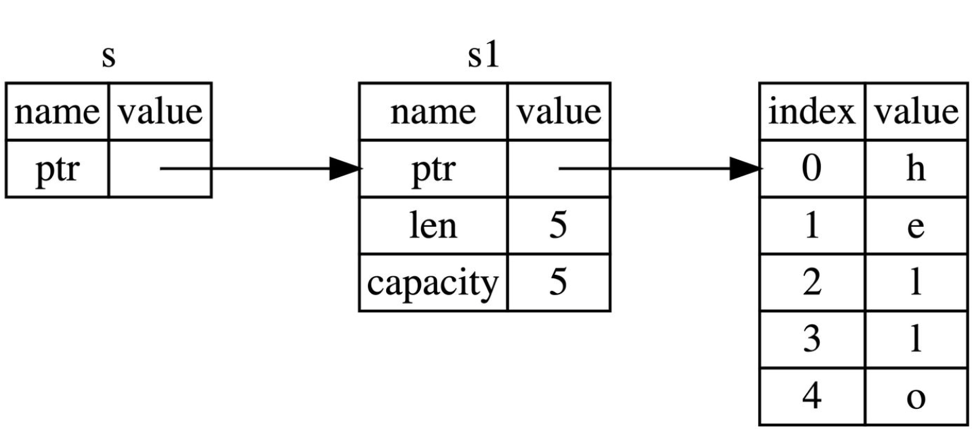 s
name value
ptr
s1
name value
ptr
len 5
capacity 5
index value
0 h
1 e
2 l
3 l
4 o